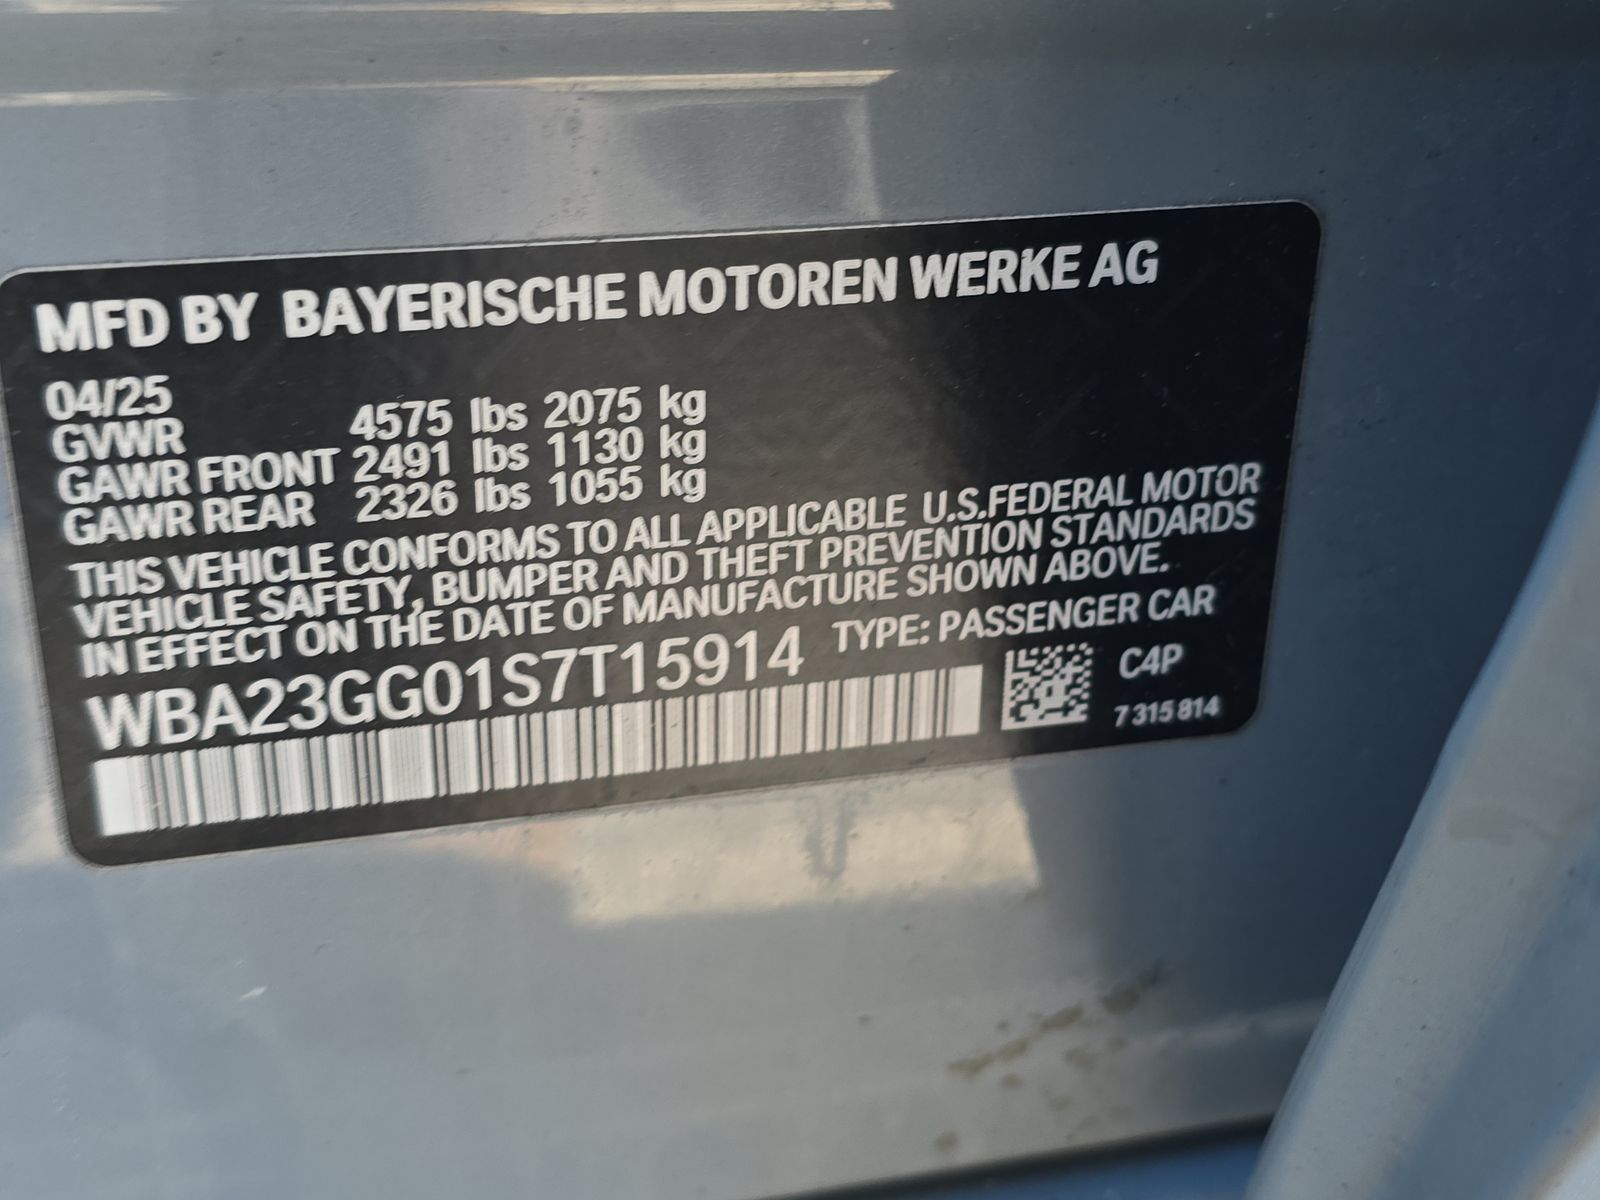 MFD BY BAYERISCHE MOTOREN WERKE AG
04/25
GVWR 4575 lbs 2075 kg
GAWR FRONT 2491 lbs 1130 kg
GAWR REAR 2326 lbs 1055 kg
THIS VEHICLE CONFORMS TO ALL APPLICABLE U.S.FEDERAL MOTOR
VEHICLE SAFETY, BUMPER AND THEFT PREVENTION STANDARDS
IN EFFECT ON THE DATE OF MANUFACTURE SHOWN ABOVE.
WBA23GG01S7T15914 TYPE: PASSENGER CAR
C4P
7 315 814